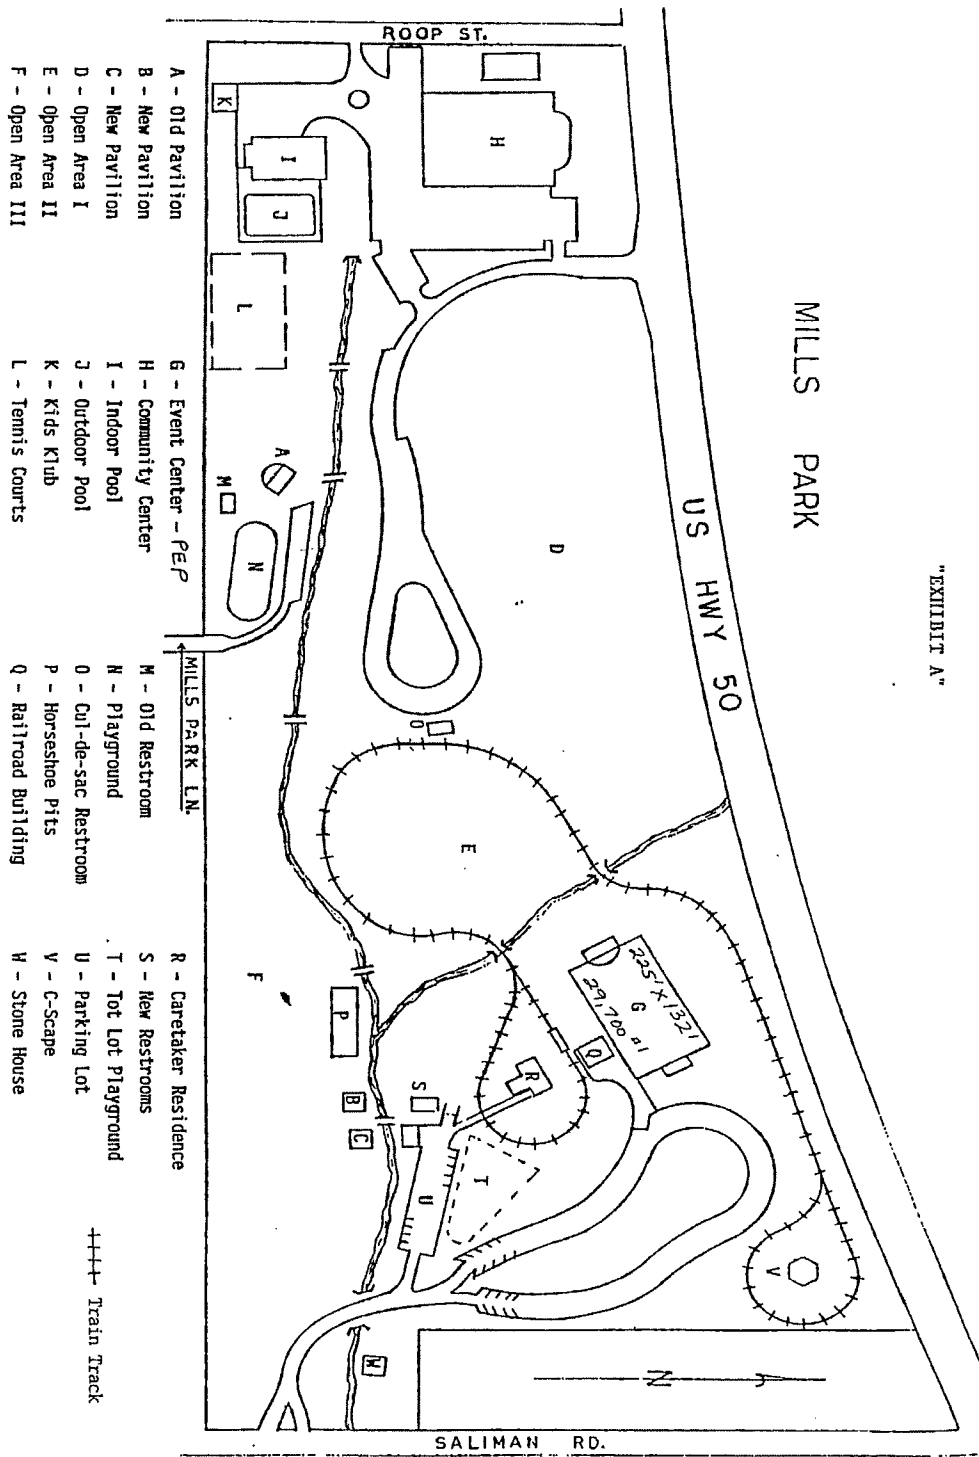 "EXHIBIT A"
MILLS PARK
US HWY 50
ROOP ST.
H
K
I
J
L
D
A
M
N
O
MILLS PARK LN.
E
F
225' X 132'
G
29,700
Q
P
R
S
B
C
T
U
V
W
N
SALIMAN RD.
A - Old Pavilion
B - New Pavilion
C - New Pavilion
D - Open Area I
E - Open Area II
F - Open Area III
G - Event Center - PEP
H - Community Center
I - Indoor Pool
J - Outdoor Pool
K - Kids Klub
L - Tennis Courts
M - Old Restroom
N - Playground
O - Cul-de-sac Restroom
P - Horseshoe Pits
Q - Railroad Building
R - Caretaker Residence
S - New Restrooms
T - Tot Lot Playground
U - Parking Lot
V - C-Scape
W - Stone House
Train Track